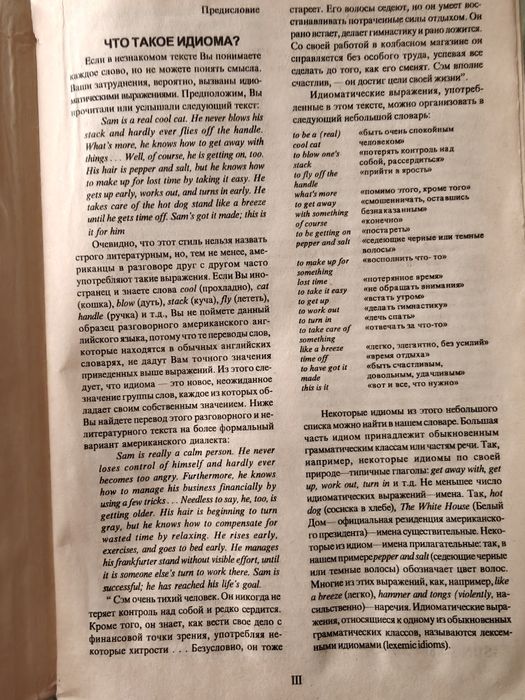 Предисловие
ЧТО ТАКОЕ ИДИОМА?
Если в незнакомом тексте Вы понимаете
каждое слово, но не можете понять смысла.
Ваши затруднения, вероятно, вызваны идио-
матическими выражениями. Предположим, Вы
прочитали или услышали следующий текст:
Sam is a real cool cat. He never blows his
stack and hardly ever flies off the handle.
What's more, he knows how to get away with
things . . . Well, of course, he is getting on, too.
His hair is pepper and salt, but he knows how
to make up for lost time by taking it easy. He
gets up early, works out, and turns in early. He
takes care of the hot dog stand like a breeze
until he gets time off. Sam's got it made; this is
it for him
Очевидно, что этот стиль нельзя назвать
строго литературным, но, тем не менее, аме-
риканцы в разговоре друг с другом часто
употребляют такие выражения. Если Вы ино-
странец и знаете слова cool (прохладно), cat
(кошка), blow (дуть), stack (куча), fly (лететь),
handle (ручка) и т.д., Вы не поймете данный
образец разговорного американского анг-
лийского языка, потому что те переводы слов,
которые находятся в обычных английских
словарях, не дадут Вам точного значения
приведенных выше выражений. Из этого сле-
дует, что идиома — это новое, неожиданное
значение группы слов, каждое из которых об-
ладает своим собственным значением. Ниже
Вы найдете перевод этого разговорного и не-
литературного текста на более формальный
вариант американского диалекта:
Sam is really a calm person. He never
loses control of himself and hardly ever
becomes too angry. Furthermore, he knows
how to manage his business financially by
using a few tricks . . . Needless to say, he, too, is
getting older. His hair is beginning to turn
gray, but he knows how to compensate for
wasted time by relaxing. He rises early,
exercises, and goes to bed early. He manages
his frankfurter stand without visible effort, until
it is someone else's turn to work there. Sam is
successful; he has reached his life's goal.
" Сэм очень тихий человек. Он никогда не
теряет контроль над собой и редко сердится.
Кроме того, он знает, как вести свое дело с
финансовой точки зрения, употребляя не-
которые хитрости . . . Безусловно, он тоже
стареет. Его волосы седеют, но он умеет вос-
станавливать потраченные силы отдыхом. Он
рано встает, делает гимнастику и рано ложится.
Со своей работой в колбасном магазине он
справляется без особого труда, успевая все
сделать до того, как его сменят. Сэм вполне
счастлив, — он достиг цели своей жизни".
Идиоматические выражения, употреб-
ленные в этом тексте, можно организовать в
следующий небольшой словарь:
to be a (real) «быть очень спокойным
cool cat человеком»
to blow one's «потерять контроль над
stack собой, рассердиться»
to fly off the «прийти в ярость»
handle
what's more «помимо этого, кроме того»
to get away «смошенничать, оставшись
with something безнаказанным»
of course «конечно»
to be getting on «постареть»
pepper and salt «седеющие черные или темные
волосы»
to make up for «восполнить что- то»
something
lost time «потерянное время»
to take it easy «не обращать внимания»
to get up «встать утром»
to work out «делать гимнастику»
to turn in «лечь спать»
to take care of «отвечать за что-то»
something
like a breeze «легко, элегантно, без усилий»
time off «время отдыха»
to have got it «быть счастливым,
made довольным, удачливым»
this is it «вот и все, что нужно»
Некоторые идиомы из этого небольшого
списка можно найти в нашем словаре. Большая
часть идиом принадлежит обыкновенным
грамматическим классам или частям речи. Так,
например, некоторые идиомы по своей
природе—типичные глаголы: get away with, get
up, work out, turn in и т.д. Не меньшее число
идиоматических выражений—имена. Так, hot
dog (сосиска в хлебе), The White House (Белый
Дом—официальная резиденция американско-
го президента)—имена существительные. Неко-
торые из идиом—имена прилагательные: так, в
нашем примере pepper and salt (седеющие черные
или темные волосы) обозначает цвет волос.
Многие из этих выражений, как, например, like
a breeze (легко), hammer and tongs (violently, на-
сильственно)—наречия. Идиоматические выра-
жения, относящиеся к одному из обыкновенных
грамматических классов, называются лексем-
ными идиомами (lexemic idioms).
III